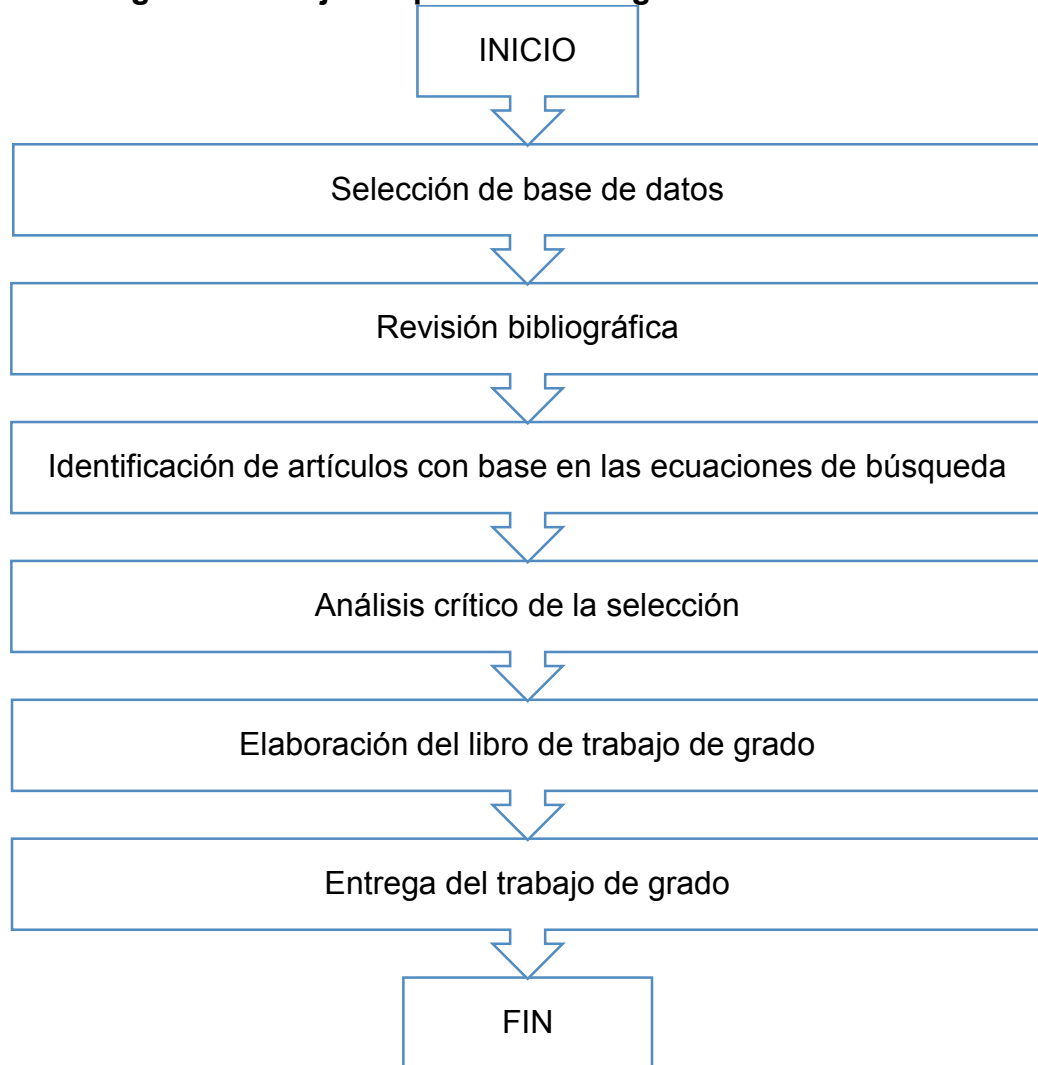 INICIO
Selección de base de datos
Revisión bibliográfica
Identificación de artículos con base en las ecuaciones de búsqueda
Análisis crítico de la selección
Elaboración del libro de trabajo de grado
Entrega del trabajo de grado
FIN